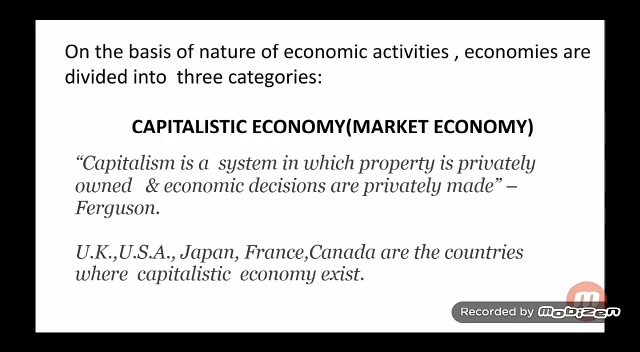 On the basis of nature of economic activities , economies are
divided into  three categories:
CAPITALISTIC ECONOMY(MARKET ECONOMY)
“Capitalism is a  system in which property is privately
owned   & economic decisions are privately made” –
Ferguson.
U.K.,U.S.A., Japan, France,Canada are the countries
where  capitalistic  economy exist.
Recorded by Mobizen